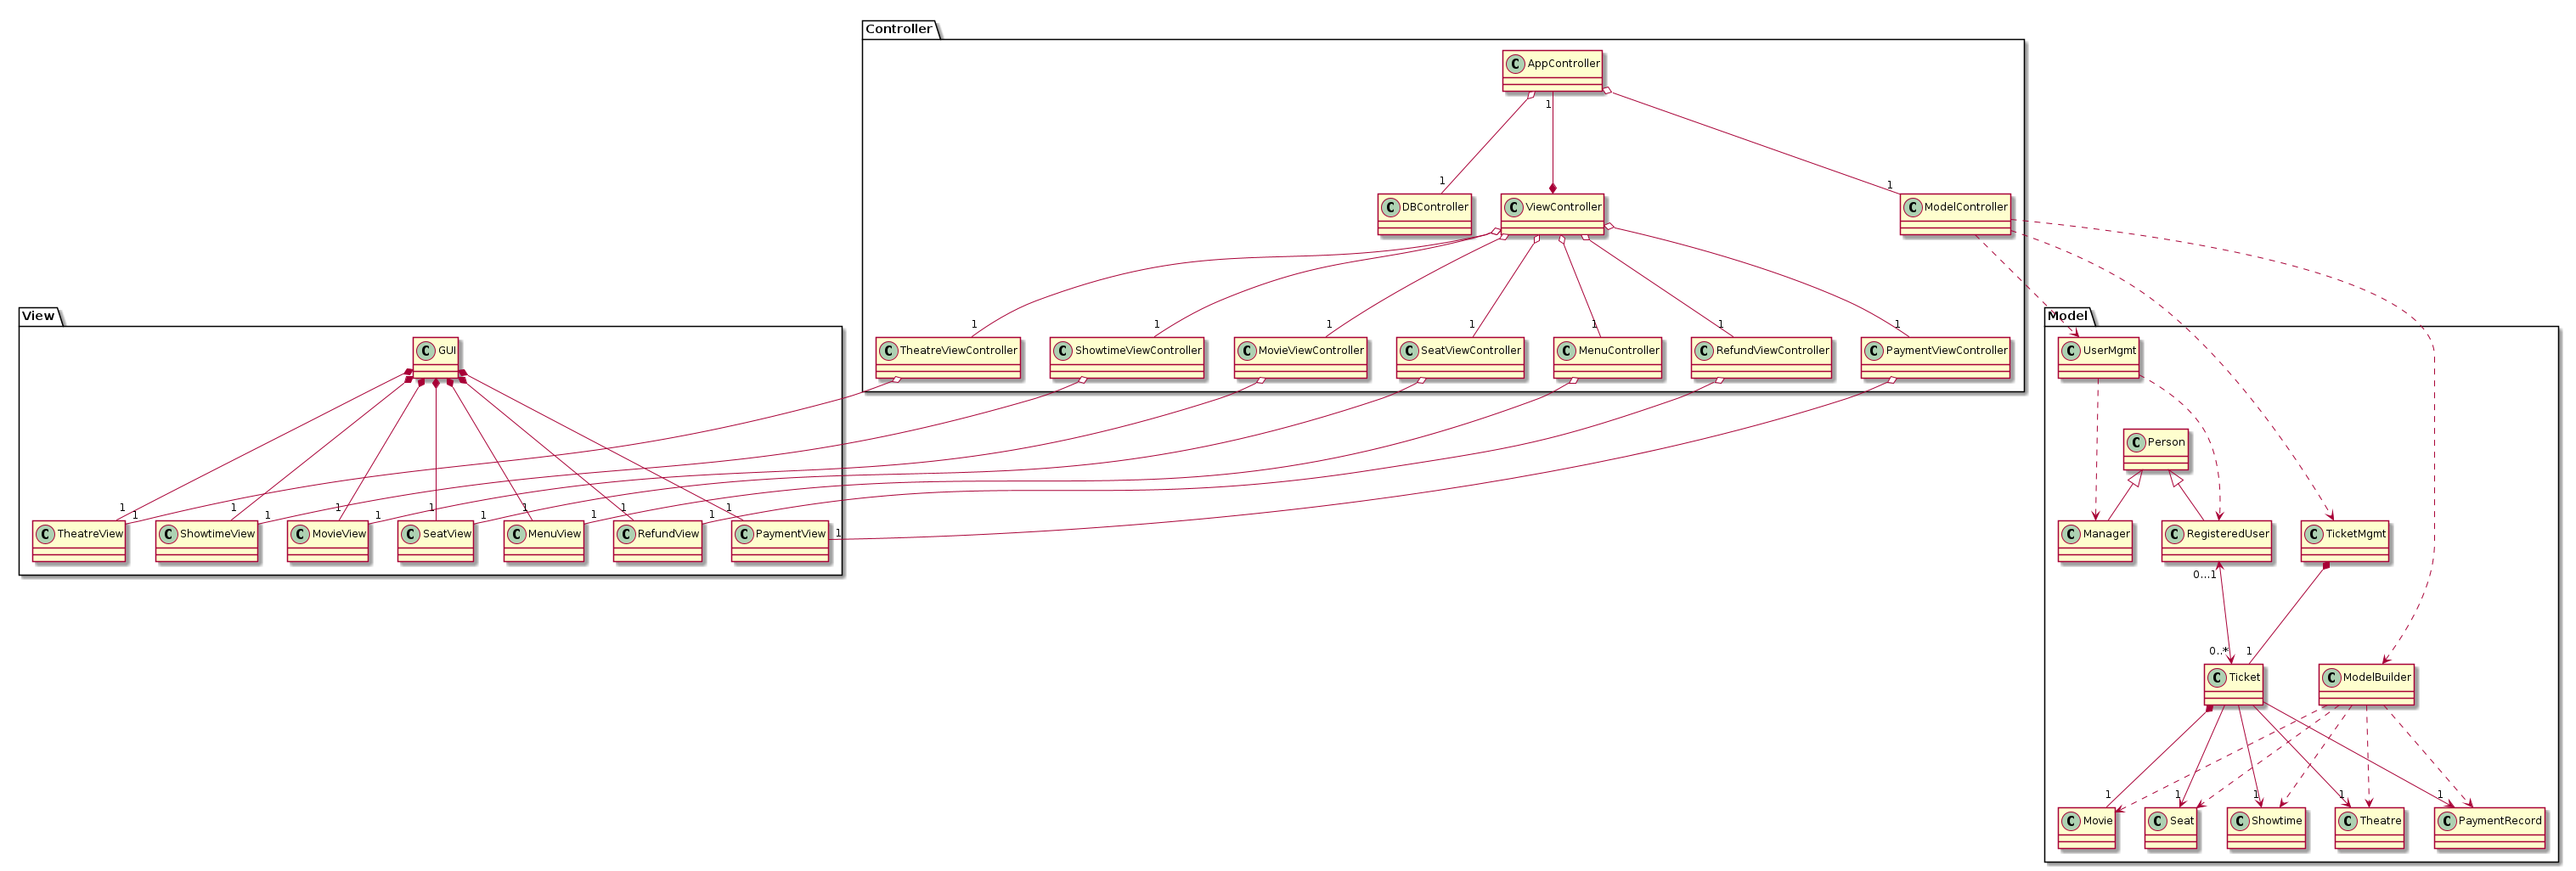 Controller
C AppController
1
1
1
C DBController
C ViewController
C ModelController
1
1
1
1
1
1
1
C TheatreViewController
C ShowtimeViewController
C MovieViewController
C SeatViewController
C MenuController
C RefundViewController
C PaymentViewController
View
C GUI
1
1
1
1
1
1
1
1
1
1
1
1
1
1
C TheatreView
C ShowtimeView
C MovieView
C SeatView
C MenuView
C RefundView
C PaymentView
Model
C UserMgmt
C Person
C Manager
C RegisteredUser
C TicketMgmt
0...1
0..*
1
C Ticket
C ModelBuilder
1
1
1
1
1
C Movie
C Seat
C Showtime
C Theatre
C PaymentRecord